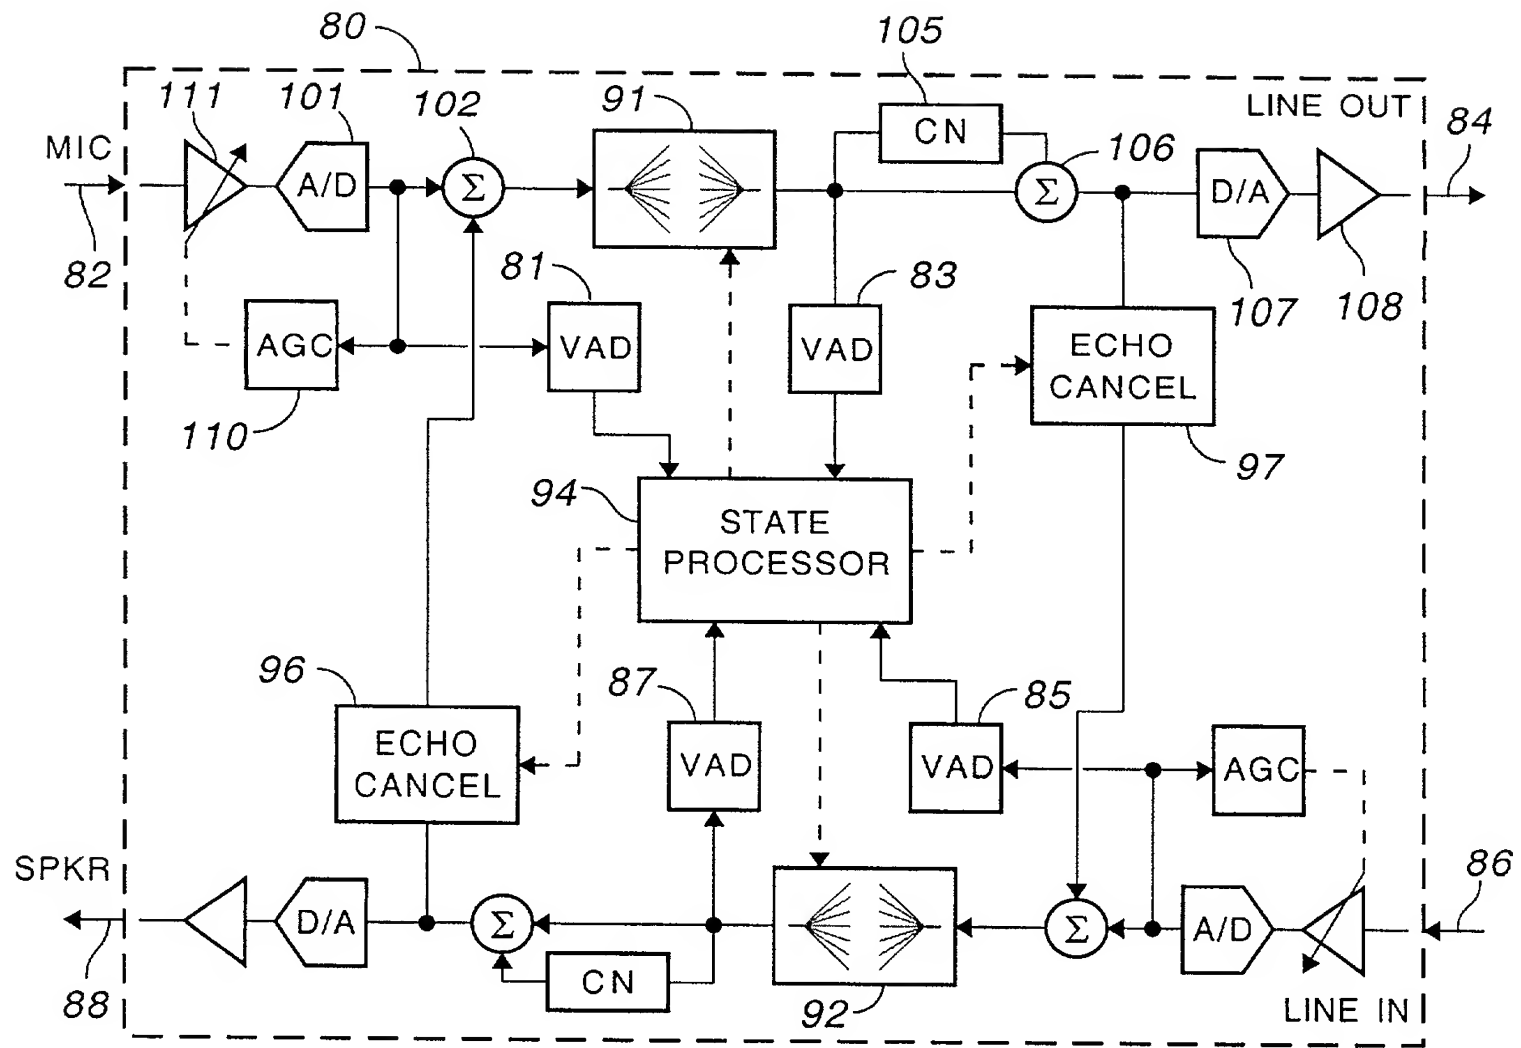 80
105
111
101
102
91
CN
LINE OUT
84
MIC
106
A/D
Σ
Σ
D/A
82
81
83
107
108
AGC
VAD
VAD
ECHO
CANCEL
110
97
94
STATE
PROCESSOR
96
87
85
ECHO
CANCEL
VAD
VAD
AGC
SPKR
86
D/A
Σ
Σ
A/D
CN
88
92
LINE IN